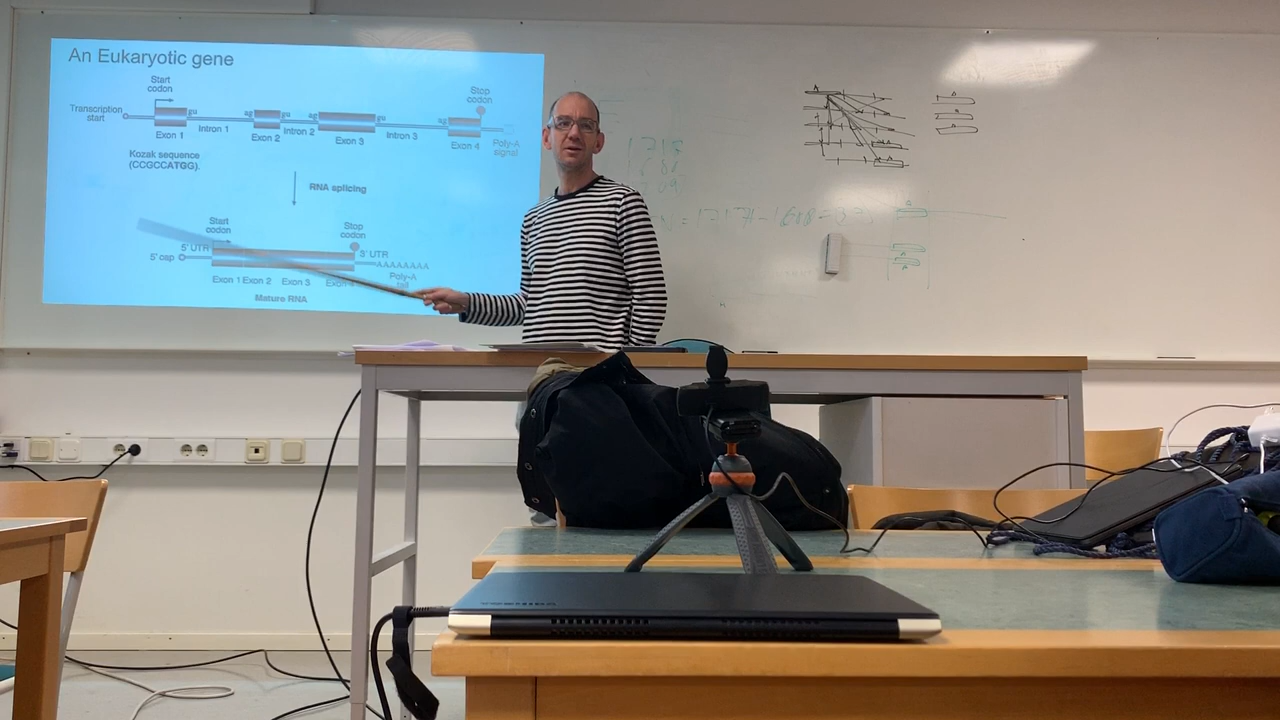 An Eukaryotic gene
Start
codon
Stop
codon
Transcription
start
gu
ag
gu
ag
gu
ag
Exon 1
Intron 1
Exon 2
Intron 2
Exon 3
Intron 3
Exon 4
Poly-A
signal
Kozak sequence
(CCGCCATGG).
RNA splicing
Start
codon
Stop
codon
5' UTR
3' UTR
5' cap
AAAAAAAA
Poly-A
tail
Exon 1
Exon 2
Exon 3
Mature RNA